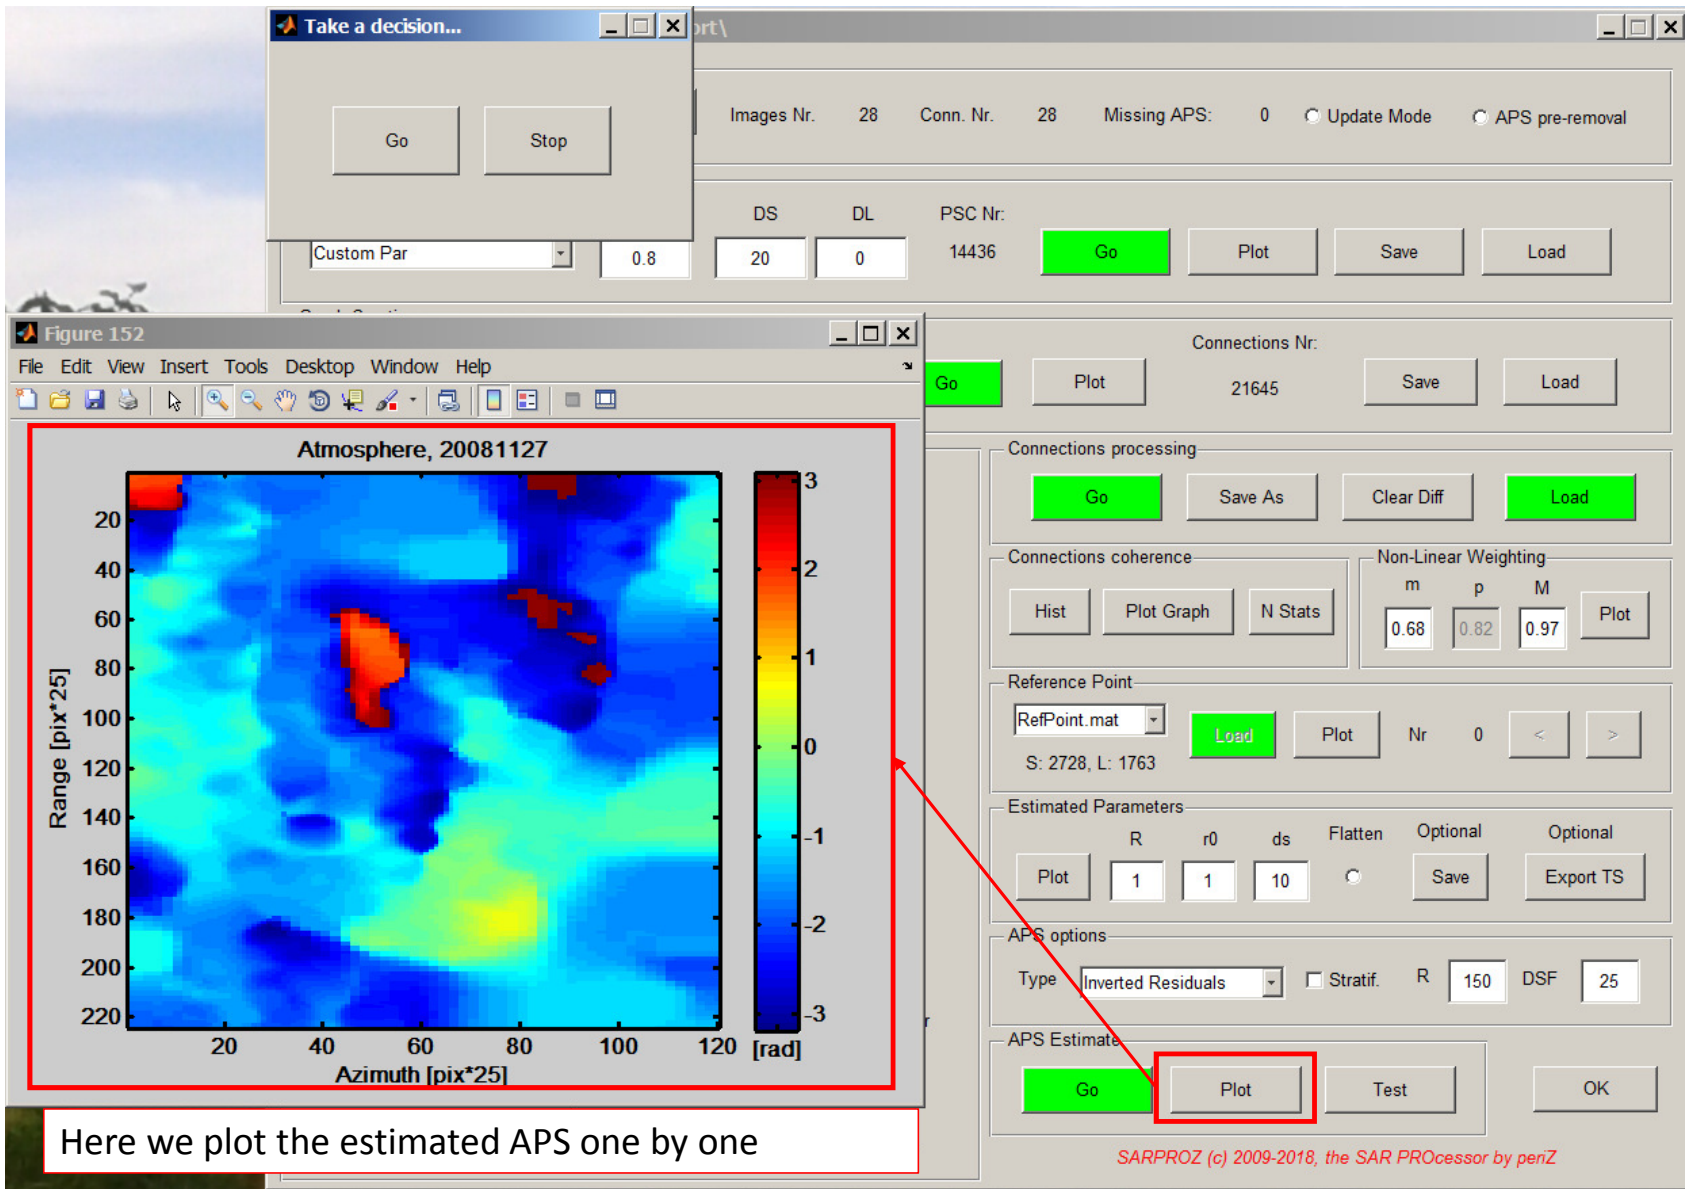 Take a decision...
ort\
Go
Stop
Images Nr. 28 Conn. Nr. 28 Missing APS: 0 Update Mode APS pre-removal
DS DL PSC Nr:
Custom Par 0.8 20 0 14436 Go Plot Save Load
Figure 152
File Edit View Insert Tools Desktop Window Help
Connections Nr:
Go Plot 21645 Save Load
Atmosphere, 20081127
3
2
1
0
-1
-2
-3
[rad]
20
40
60
80
100
120
140
160
180
200
220
Range [pix*25]
20 40 60 80 100 120
Azimuth [pix*25]
Connections processing
Go Save As Clear Diff Load
Connections coherence
Hist Plot Graph N Stats
Non-Linear Weighting
m p M
0.68 0.82 0.97 Plot
Reference Point
RefPoint.mat Load Plot Nr 0 < >
S: 2728, L: 1763
Estimated Parameters
R r0 ds Flatten Optional Optional
Plot 1 1 10 Save Export TS
APS options
Type Inverted Residuals Stratif. R 150 DSF 25
APS Estimate
Go Plot Test OK
Here we plot the estimated APS one by one
SARPROZ (c) 2009-2018, the SAR PROcessor by periZ